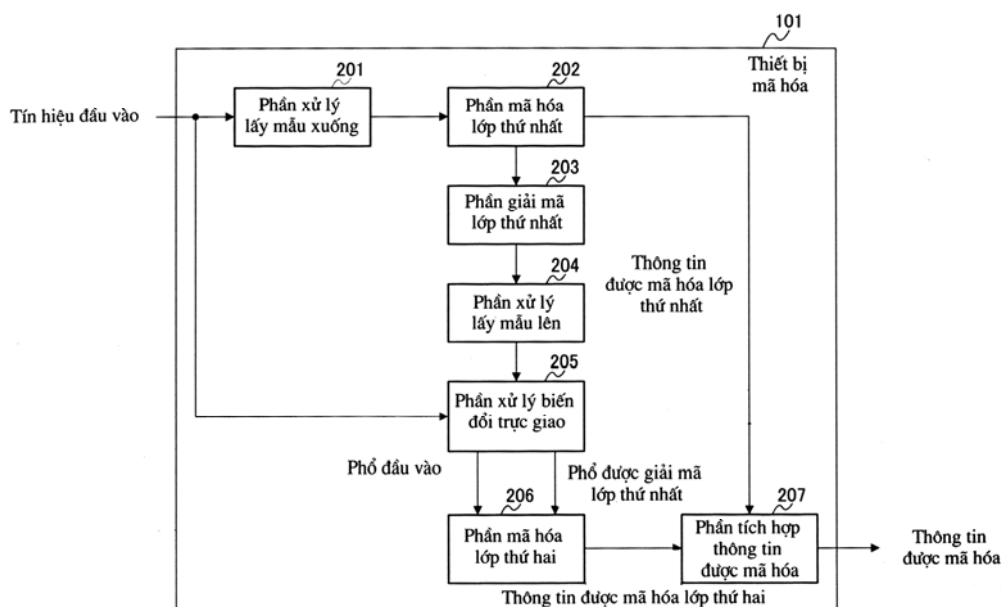 101
Thiết bị
mã hóa
201
202
Tín hiệu đầu vào
Phần xử lý
lấy mẫu xuống
Phần mã hóa
lớp thứ nhất
203
Phần giải mã
lớp thứ nhất
204
Thông tin
được mã hóa lớp
thứ nhất
Phần xử lý
lấy mẫu lên
205
Phần xử lý biến
đổi trực giao
Phổ đầu vào
Phổ được giải mã
lớp thứ nhất
206
207
Phần mã hóa
lớp thứ hai
Phần tích hợp
thông tin
được mã hóa
Thông tin
được mã hóa
Thông tin được mã hóa lớp thứ hai